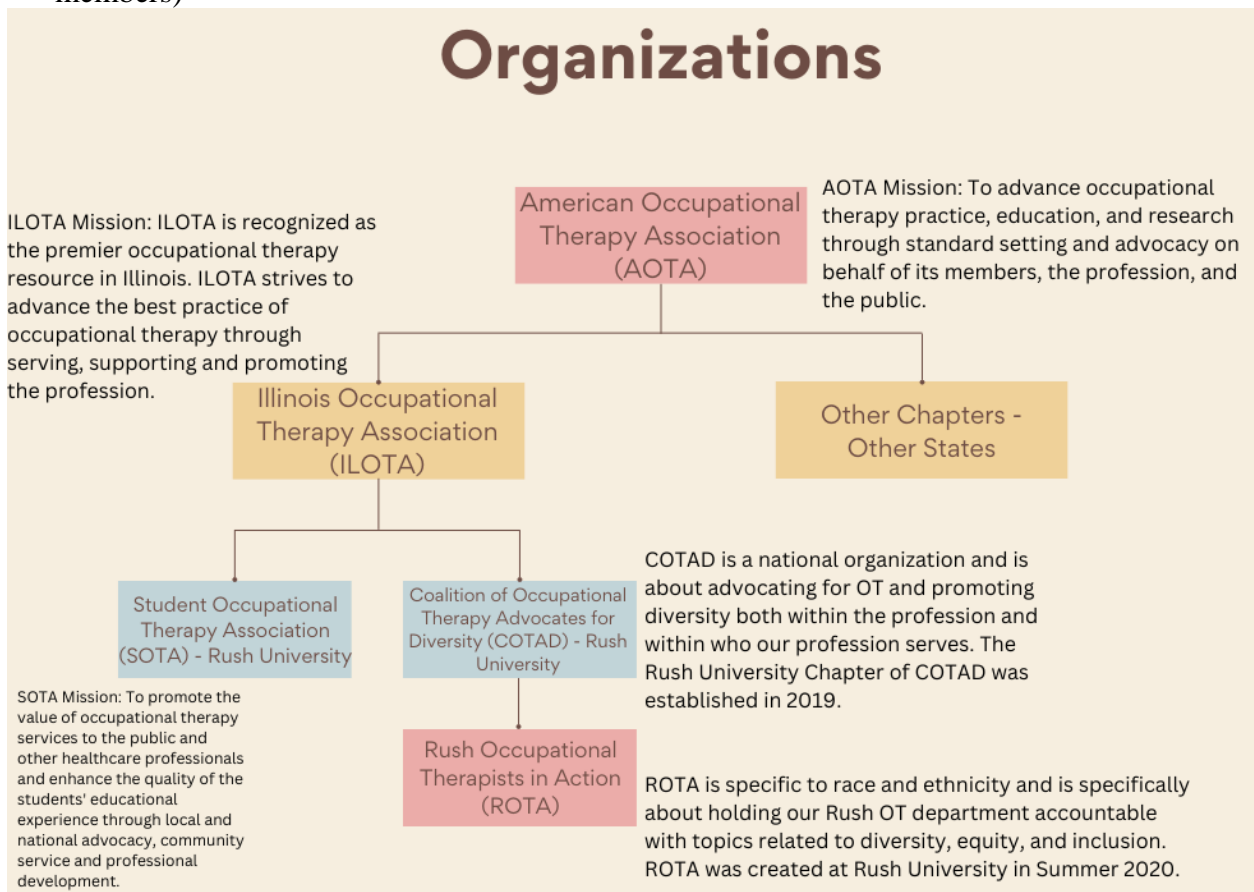 members)
Organizations
American Occupational
Therapy Association
(AOTA)
AOTA Mission: To advance occupational
therapy practice, education, and research
through standard setting and advocacy on
behalf of its members, the profession, and
the public.
ILOTA Mission: ILOTA is recognized as
the premier occupational therapy
resource in Illinois. ILOTA strives to
advance the best practice of
occupational therapy through
serving, supporting and promoting
the profession.
Illinois Occupational
Therapy Association
(ILOTA)
Other Chapters -
Other States
Student Occupational
Therapy Association
(SOTA) - Rush University
Coalition of Occupational
Therapy Advocates for
Diversity (COTAD) - Rush
University
COTAD is a national organization and is
about advocating for OT and promoting
diversity both within the profession and
within who our profession serves. The
Rush University Chapter of COTAD was
established in 2019.
SOTA Mission: To promote the
value of occupational therapy
services to the public and
other healthcare professionals
and enhance the quality of the
students' educational
experience through local and
national advocacy, community
service and professional
development.
Rush Occupational
Therapists in Action
(ROTA)
ROTA is specific to race and ethnicity and is specifically
about holding our Rush OT department accountable
with topics related to diversity, equity, and inclusion.
ROTA was created at Rush University in Summer 2020.